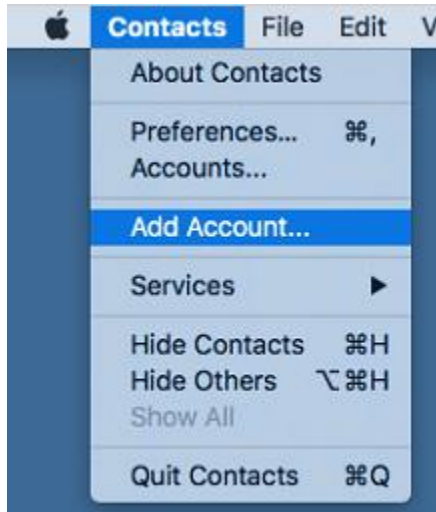 Contacts File Edit
About Contacts
Preferences... ⌘,
Accounts...
Add Account...
Services ▶
Hide Contacts ⌘H
Hide Others ⌥⌘H
Show All
Quit Contacts ⌘Q